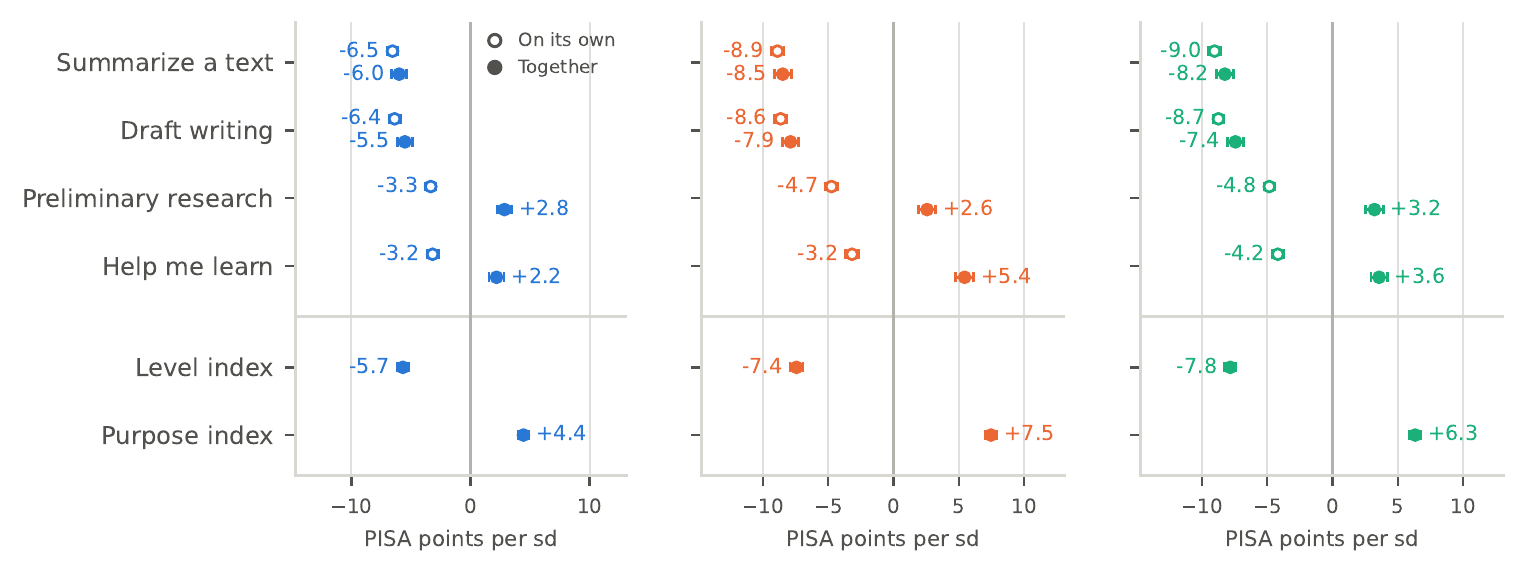 On its own
Together
Summarize a text
-6.5
-6.0
-8.9
-8.5
-9.0
-8.2
Draft writing
-6.4
-5.5
-8.6
-7.9
-8.7
-7.4
Preliminary research
-3.3
+2.8
-4.7
+2.6
-4.8
+3.2
Help me learn
-3.2
+2.2
-3.2
+5.4
-4.2
+3.6
Level index
-5.7
-7.4
-7.8
Purpose index
+4.4
+7.5
+6.3
−10 0 10
−10 −5 0 5 10
−10 −5 0 5 10
PISA points per sd
PISA points per sd
PISA points per sd